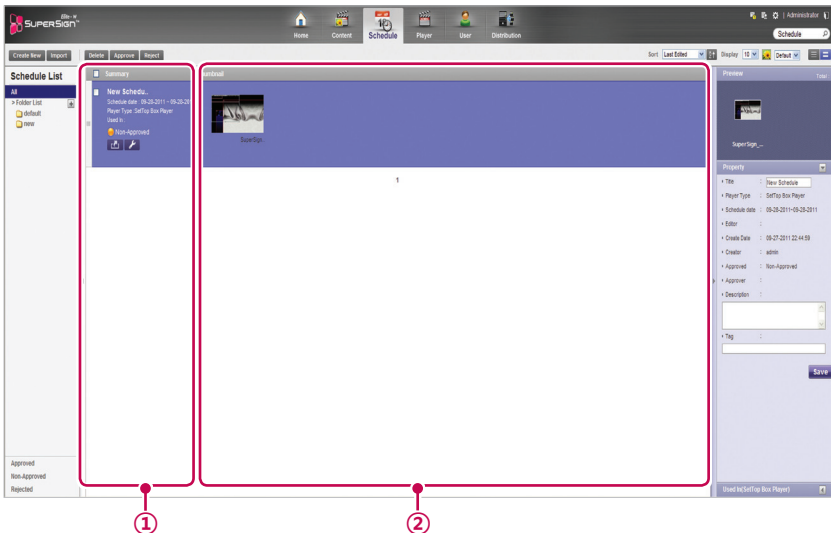 Elite-w
SUPERSIGN
Administrator
Home
Content
Schedule
Player
User
Distribution
Schedule
Create New
Import
Delete
Approve
Reject
Sort
Last Edited
Display
10
Default
Schedule List
All
> Folder List
default
new
Approved
Non-Approved
Rejected
Summary
New Schedu..
Schedule date : 09-28-2011 ~ 09-28-20
Player Type: SetTop Box Player
Used in :
Non-Approved
umbnail
SuperSign.
1
Preview
Total
SuperSign_...
Property
Title : New Schedule
Player Type : SetTop Box Player
Schedule date : 09-28-2011~09-28-2011
Editor :
Create Date : 09-27-2011 22:44:59
Creator : admin
Approved : Non-Approved
Approver :
Description :
Tag :
Save
Used In(SetTop Box Player)
1
2